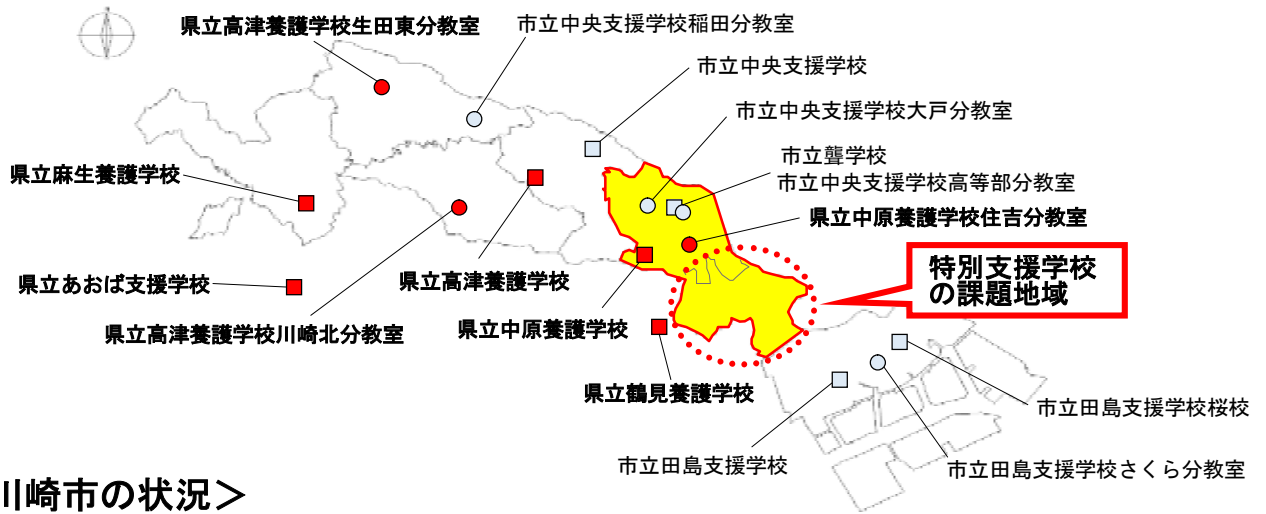 県立高津養護学校生田東分教室
市立中央支援学校稲田分教室
市立中央支援学校
市立中央支援学校大戸分教室
市立聾学校
市立中央支援学校高等部分教室
県立麻生養護学校
県立中原養護学校住吉分教室
特別支援学校
の課題地域
県立あおば支援学校
県立高津養護学校
県立高津養護学校川崎北分教室
県立中原養護学校
県立鶴見養護学校
市立田島支援学校桜校
市立田島支援学校
市立田島支援学校さくら分教室
川崎市の状況＞